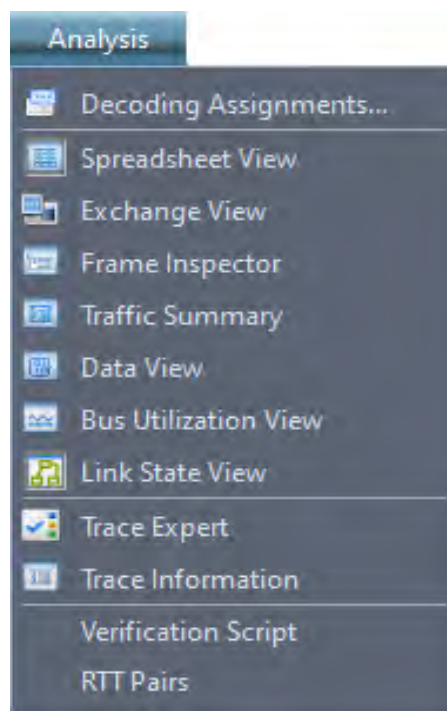 Analysis
Decoding Assignments...
Spreadsheet View
Exchange View
Frame Inspector
Traffic Summary
Data View
Bus Utilization View
Link State View
Trace Expert
Trace Information
Verification Script
RTT Pairs